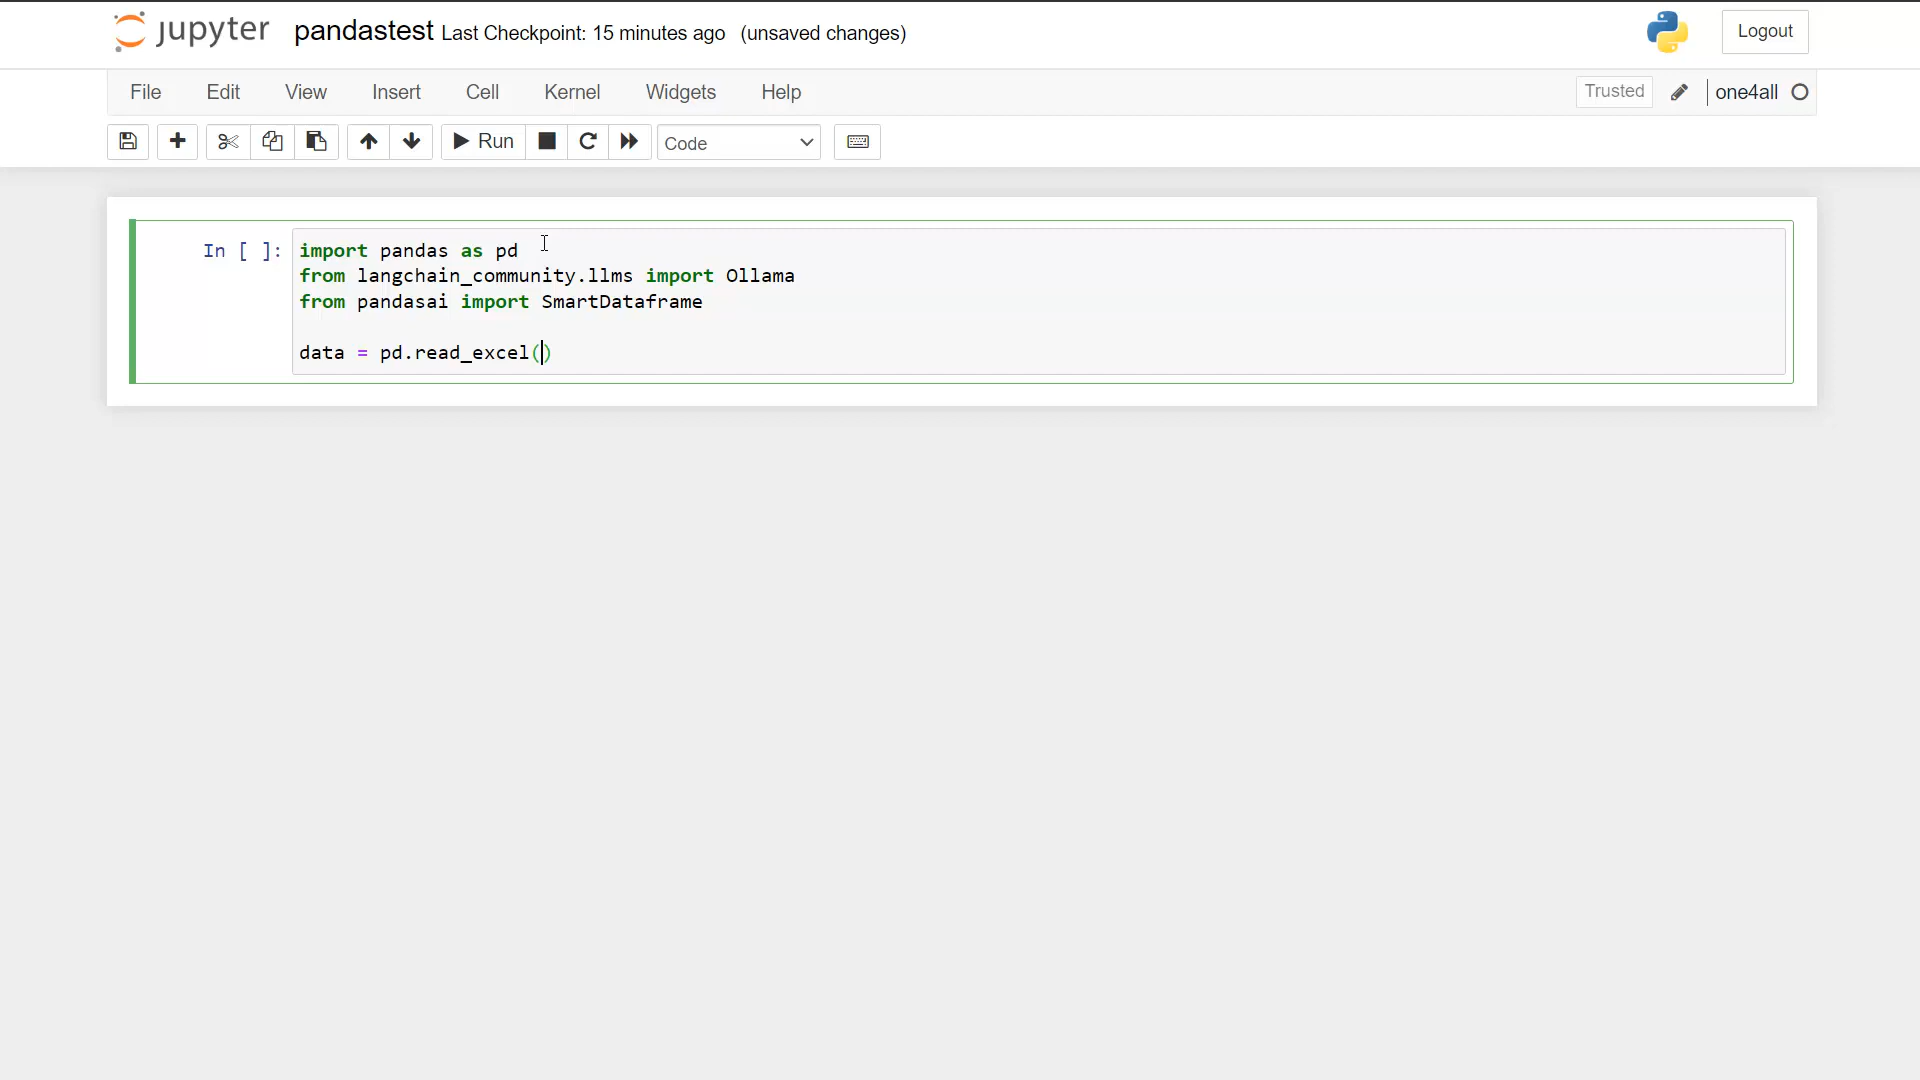 jupyter pandastest Last Checkpoint: 15 minutes ago (unsaved changes) Logout
File Edit View Insert Cell Kernel Widgets Help Trusted one4all
Run Code
In [ ]: import pandas as pd
from langchain_community.llms import Ollama
from pandasai import SmartDataframe
data = pd.read_excel()